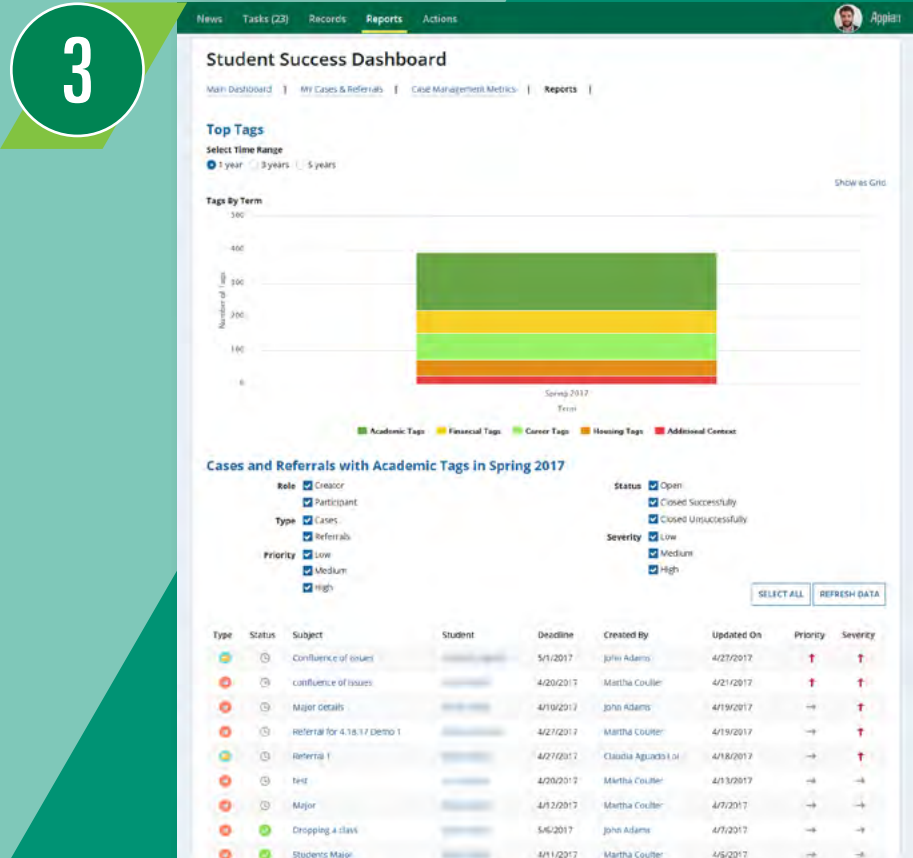 3
News Tasks (23) Records Reports Actions Appian
Student Success Dashboard
Main Dashboard | My Cases & Referrals | Case Management Metrics | Reports |
Top Tags
Select Time Range
1 year 3 years 5 years
Show as Grid
Tags By Term
500
400
300
200
100
0
Number of Tags
Spring 2017
Term
Academic Tags Financial Tags Career Tags Housing Tags Additional Context
Cases and Referrals with Academic Tags in Spring 2017
Role Creator Status Open
Participant Closed Successfully
Type Cases Closed Unsuccessfully
Referrals Severity Low
Priority Low Medium
Medium High
High
SELECT ALL REFRESH DATA
Type Status Subject Student Deadline Created By Updated On Priority Severity
Confluence of issues 5/1/2017 John Adams 4/27/2017
confluence of issues 4/20/2017 Martha Coulter 4/21/2017
Major details 4/10/2017 John Adams 4/19/2017
Referral for 4.18.17 Demo 1 4/27/2017 Martha Coulter 4/19/2017
Referral 1 4/27/2017 Claudia 4/18/2017
test 4/20/2017 Martha Coulter 4/13/2017
Major 4/12/2017 Martha Coulter 4/7/2017
Dropping a class 5/6/2017 John Adams 4/7/2017
Students Major 4/11/2017 Martha Coulter 4/6/2017